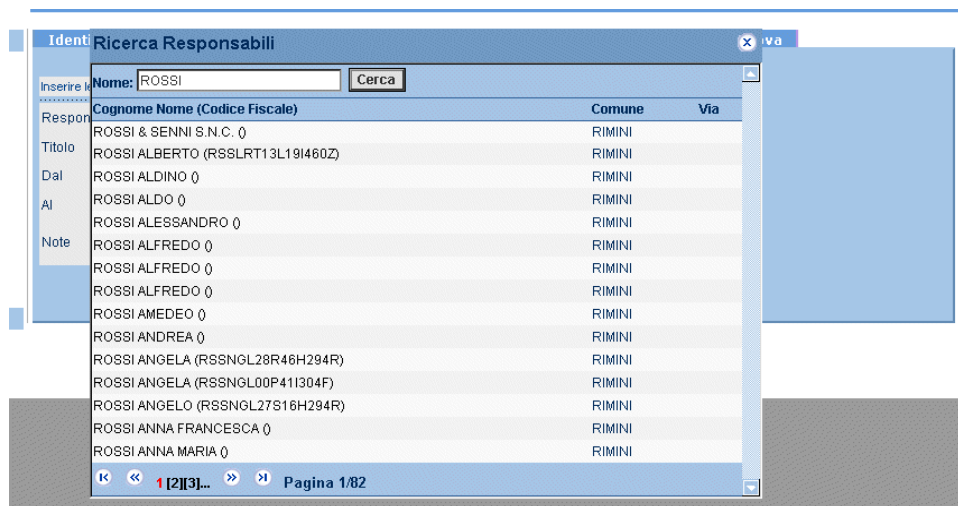 Identi
Ricerca Responsabili
ova
Inserire le
Nome: ROSSI Cerca
Cognome Nome (Codice Fiscale) Comune Via
Respon
ROSSI & SENNI S.N.C. () RIMINI
Titolo
ROSSI ALBERTO (RSSLRT13L19I460Z) RIMINI
Dal
ROSSI ALDINO () RIMINI
Al
ROSSI ALDO () RIMINI
ROSSI ALESSANDRO () RIMINI
Note
ROSSI ALFREDO () RIMINI
ROSSI ALFREDO () RIMINI
ROSSI ALFREDO () RIMINI
ROSSI AMEDEO () RIMINI
ROSSI ANDREA () RIMINI
ROSSI ANGELA (RSSNGL28R46H294R) RIMINI
ROSSI ANGELA (RSSNGL00P41I304F) RIMINI
ROSSI ANGELO (RSSNGL27S16H294R) RIMINI
ROSSI ANNA FRANCESCA () RIMINI
ROSSI ANNA MARIA () RIMINI
1 [2][3]... Pagina 1/82